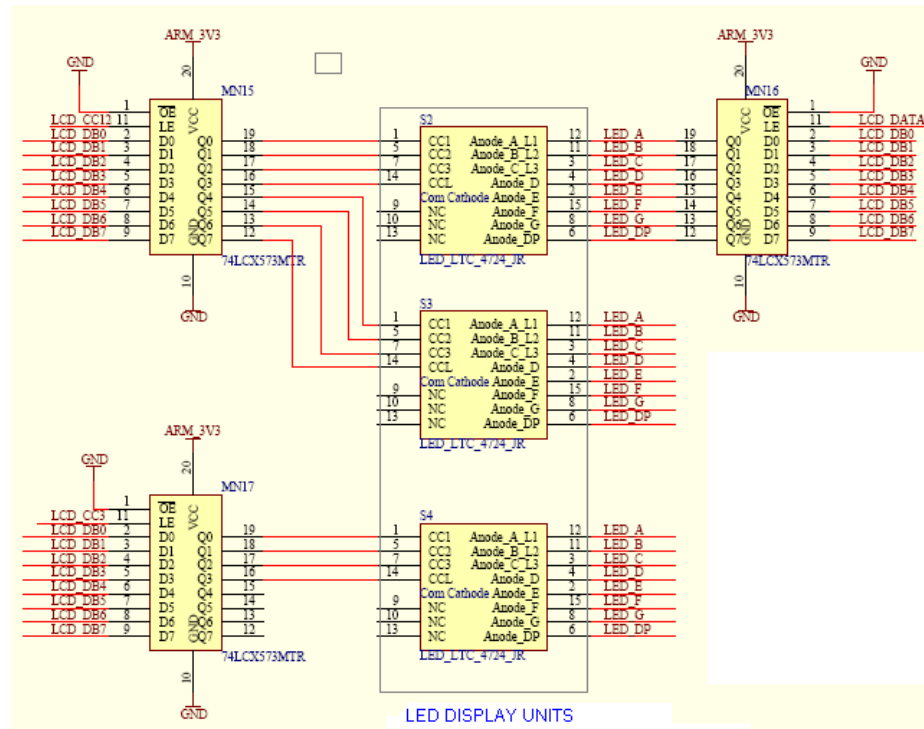 ARM_3V3
GND
20
MN15
1 OE VCC
LCD_CC12 11 LE
LCD_DB0 2 D0 Q0 19
LCD_DB1 3 D1 Q1 18
LCD_DB2 4 D2 Q2 17
LCD_DB3 5 D3 Q3 16
LCD_DB4 6 D4 Q4 15
LCD_DB5 7 D5 Q5 14
LCD_DB6 8 D6 Q6 13
LCD_DB7 9 D7 GND Q7 12
74LCX573MTR
10
GND
S2
1 CC1 Anode_A_L1 12 LED_A
5 CC2 Anode_B_L2 11 LED_B
7 CC3 Anode_C_L3 3 LED_C
14 CCL Anode_D 4 LED_D
Com Cathode Anode_E 2 LED_E
9 NC Anode_F 15 LED_F
10 NC Anode_G 8 LED_G
13 NC Anode_DP 6 LED_DP
LED_LTC_4724_JR
ARM_3V3
GND
20
MN16
VCC OE 1
LE 11 LCD_DATA
19 Q0 D0 2 LCD_DB0
18 Q1 D1 3 LCD_DB1
17 Q2 D2 4 LCD_DB2
16 Q3 D3 5 LCD_DB3
15 Q4 D4 6 LCD_DB4
14 Q5 D5 7 LCD_DB5
13 Q6 D6 8 LCD_DB6
12 Q7 GND D7 9 LCD_DB7
74LCX573MTR
10
GND
S3
1 CC1 Anode_A_L1 12 LED_A
5 CC2 Anode_B_L2 11 LED_B
7 CC3 Anode_C_L3 3 LED_C
14 CCL Anode_D 4 LED_D
Com Cathode Anode_E 2 LED_E
9 NC Anode_F 15 LED_F
10 NC Anode_G 8 LED_G
13 NC Anode_DP 6 LED_DP
LED_LTC_4724_JR
ARM_3V3
GND
20
MN17
1 OE VCC
LCD_CC3 11 LE
LCD_DB0 2 D0 Q0 19
LCD_DB1 3 D1 Q1 18
LCD_DB2 4 D2 Q2 17
LCD_DB3 5 D3 Q3 16
LCD_DB4 6 D4 Q4 15
LCD_DB5 7 D5 Q5 14
LCD_DB6 8 D6 Q6 13
LCD_DB7 9 D7 GND Q7 12
74LCX573MTR
10
GND
S4
1 CC1 Anode_A_L1 12 LED_A
5 CC2 Anode_B_L2 11 LED_B
7 CC3 Anode_C_L3 3 LED_C
14 CCL Anode_D 4 LED_D
Com Cathode Anode_E 2 LED_E
9 NC Anode_F 15 LED_F
10 NC Anode_G 8 LED_G
13 NC Anode_DP 6 LED_DP
LED_LTC_4724_JR
LED DISPLAY UNITS